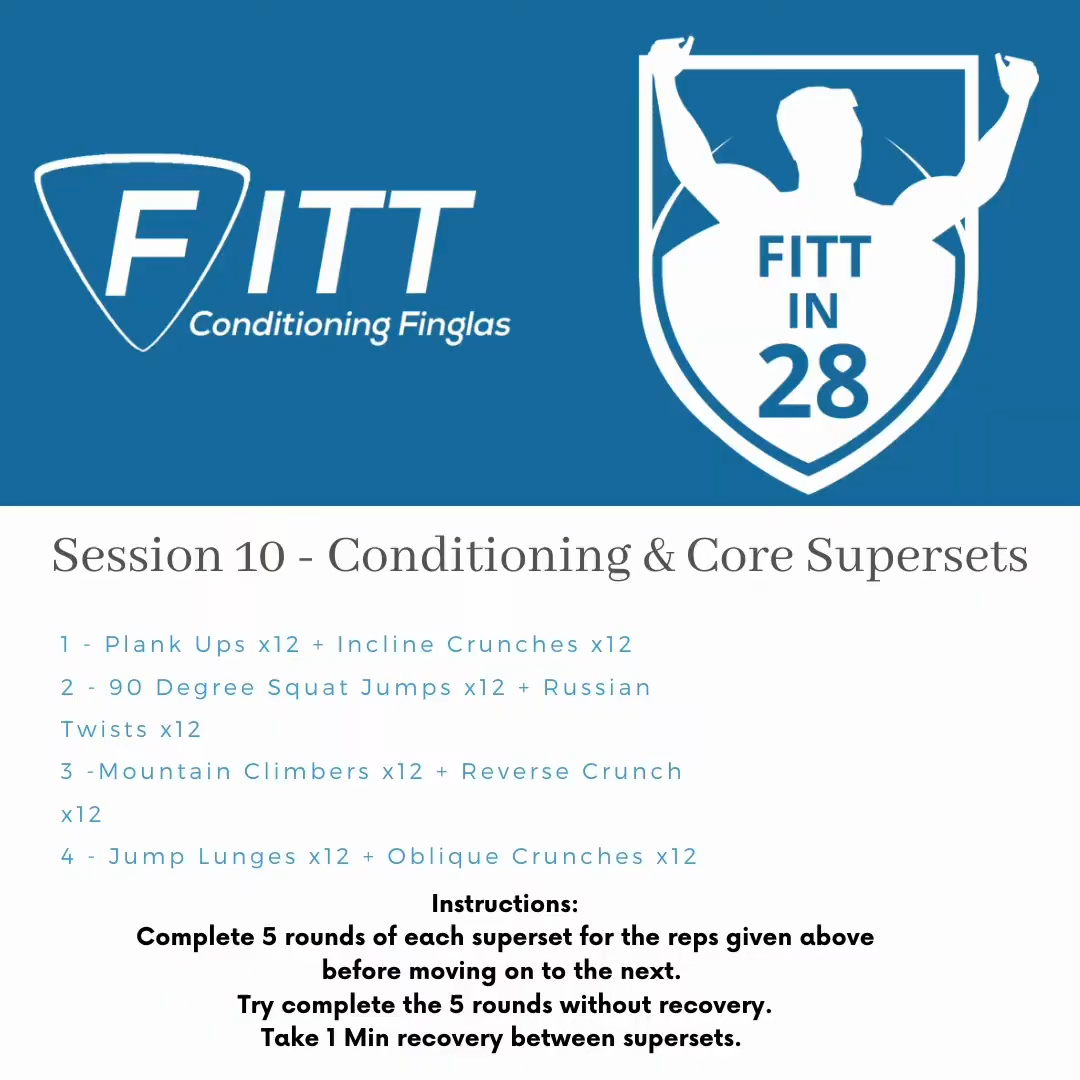 FITT
Conditioning Finglas
FITT
IN
28
Session 10 - Conditioning & Core Supersets
1 - Plank Ups x12 + Incline Crunches x12
2 - 90 Degree Squat Jumps x12 + Russian
Twists x12
3 -Mountain Climbers x12 + Reverse Crunch
x12
4 - Jump Lunges x12 + Oblique Crunches x12
Instructions:
Complete 5 rounds of each superset for the reps given above
before moving on to the next.
Try complete the 5 rounds without recovery.
Take 1 Min recovery between supersets.